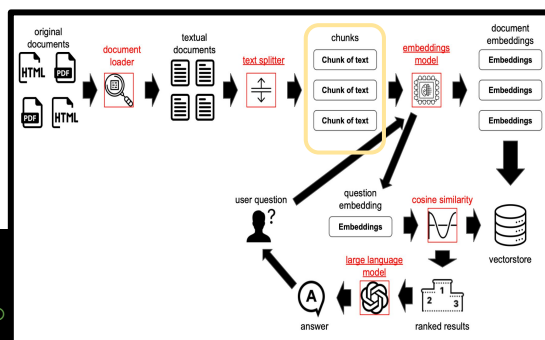 original
documents
HTML
PDF
PDF
HTML
document
loader
textual
documents
text splitter
chunks
Chunk of text
Chunk of text
Chunk of text
embeddings
model
document
embeddings
Embeddings
Embeddings
Embeddings
user question
?
question
embedding
Embeddings
cosine similarity
vectorstore
large language
model
A
answer
1
2
3
ranked results